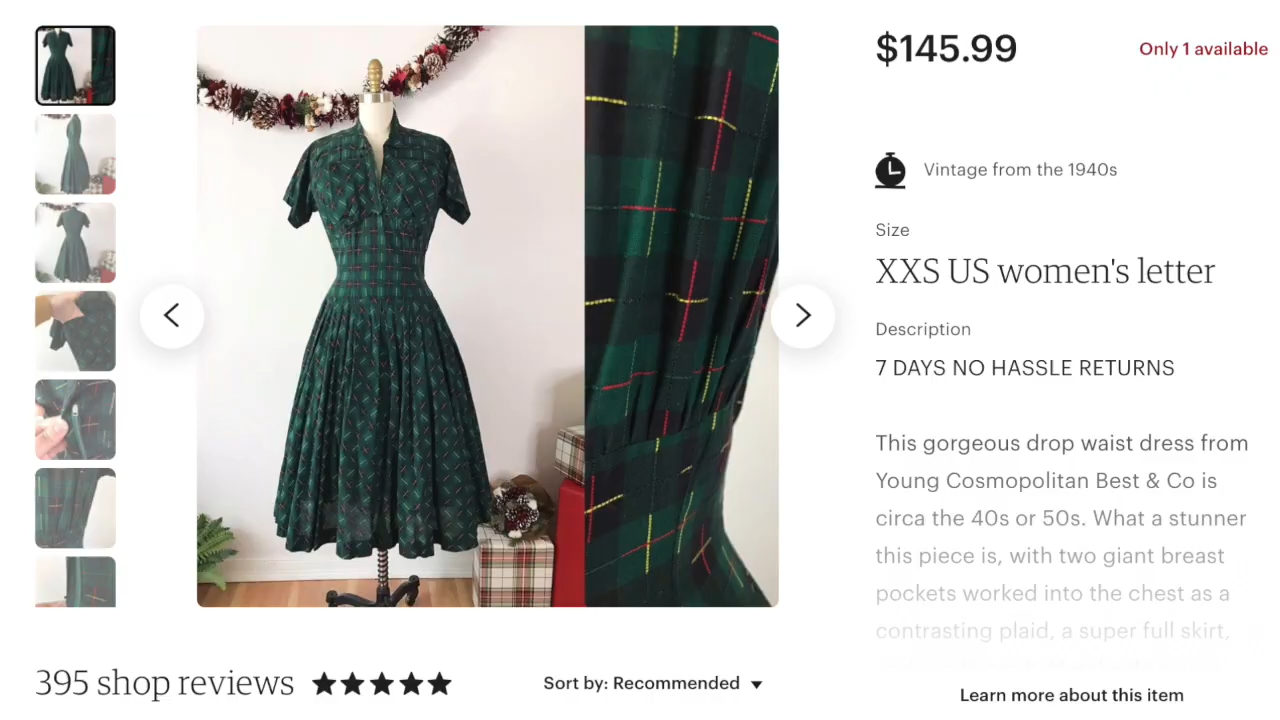 $145.99
Only 1 available
Vintage from the 1940s
Size
XXS US women's letter
Description
7 DAYS NO HASSLE RETURNS
This gorgeous drop waist dress from
Young Cosmopolitan Best & Co is
circa the 40s or 50s. What a stunner
this piece is, with two giant breast
pockets worked into the chest as a
contrasting plaid, a super full skirt,
395 shop reviews
Sort by: Recommended
Learn more about this item